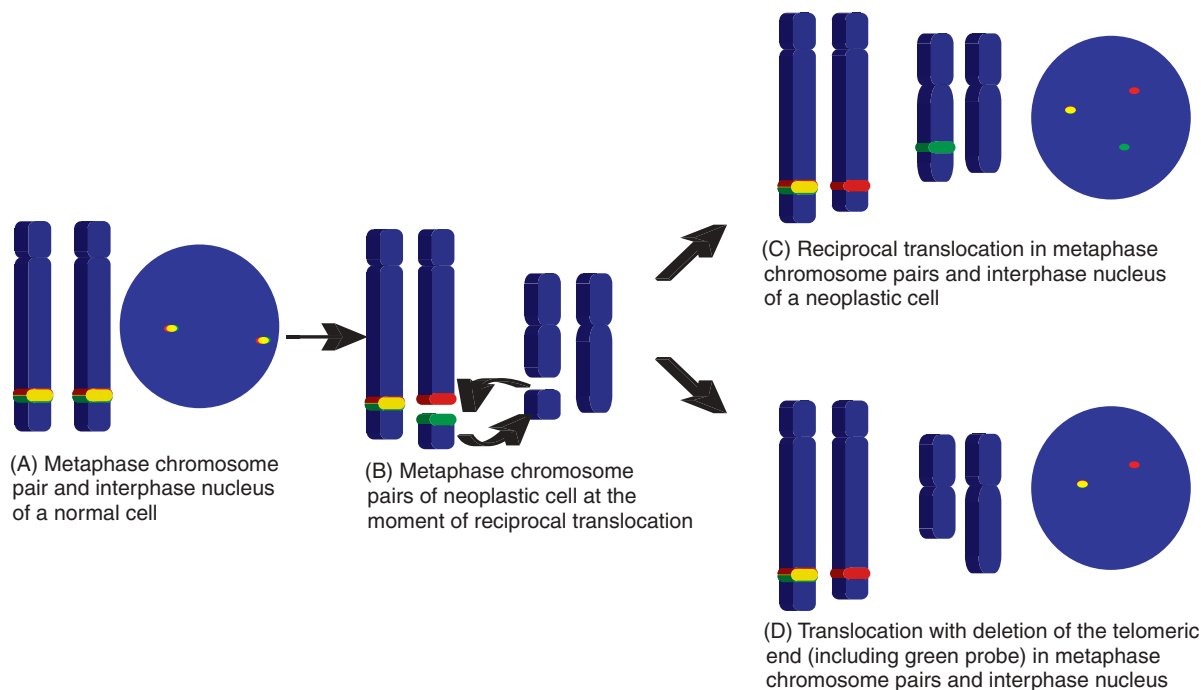 (A) Metaphase chromosome
pair and interphase nucleus
of a normal cell
(B) Metaphase chromosome
pairs of neoplastic cell at the
moment of reciprocal translocation
(C) Reciprocal translocation in metaphase
chromosome pairs and interphase nucleus
of a neoplastic cell
(D) Translocation with deletion of the telomeric
end (including green probe) in metaphase
chromosome pairs and interphase nucleus